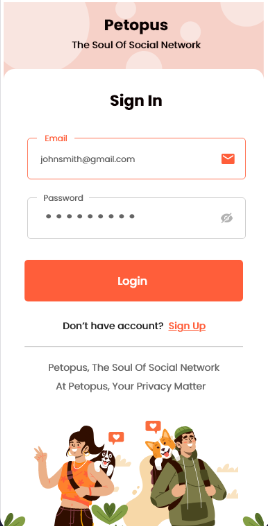 Petopus
The Soul Of Social Network
Sign In
Email
johnsmith@gmail.com
Password
Login
Don't have account? Sign Up
Petopus, The Soul Of Social Network
At Petopus, Your Privacy Matter